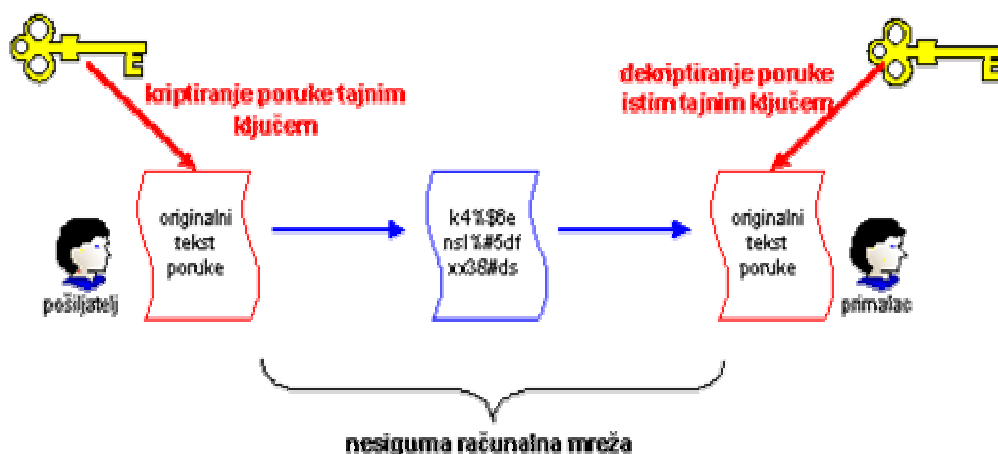 kriptiranje poruke tajnim
ključem
dekriptiranje poruke
istim tajnim ključem
originalni
tekst
poruke
k4%$8e
nsl%#5df
xx38#ds
originalni
tekst
poruke
pošiljatelj
primalac
nesigurna računalna mreža